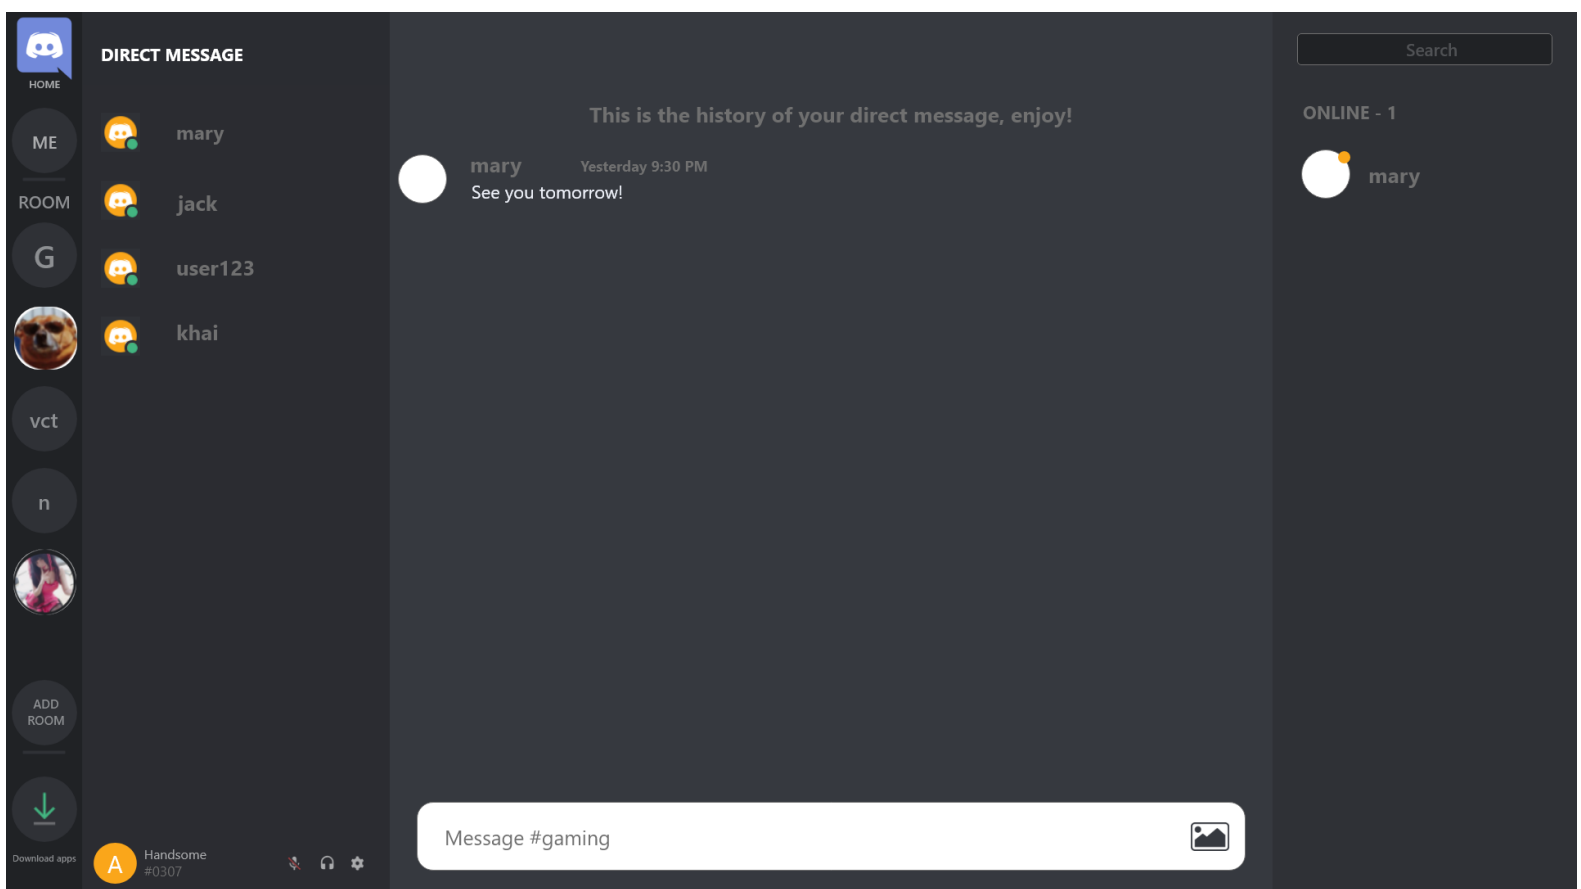 HOME
ME
ROOM
G
vct
n
ADD
ROOM
Download apps
DIRECT MESSAGE
mary
jack
user123
khai
A
Handsome
#0307
This is the history of your direct message, enjoy!
mary Yesterday 9:30 PM
See you tomorrow!
Message #gaming
Search
ONLINE - 1
mary